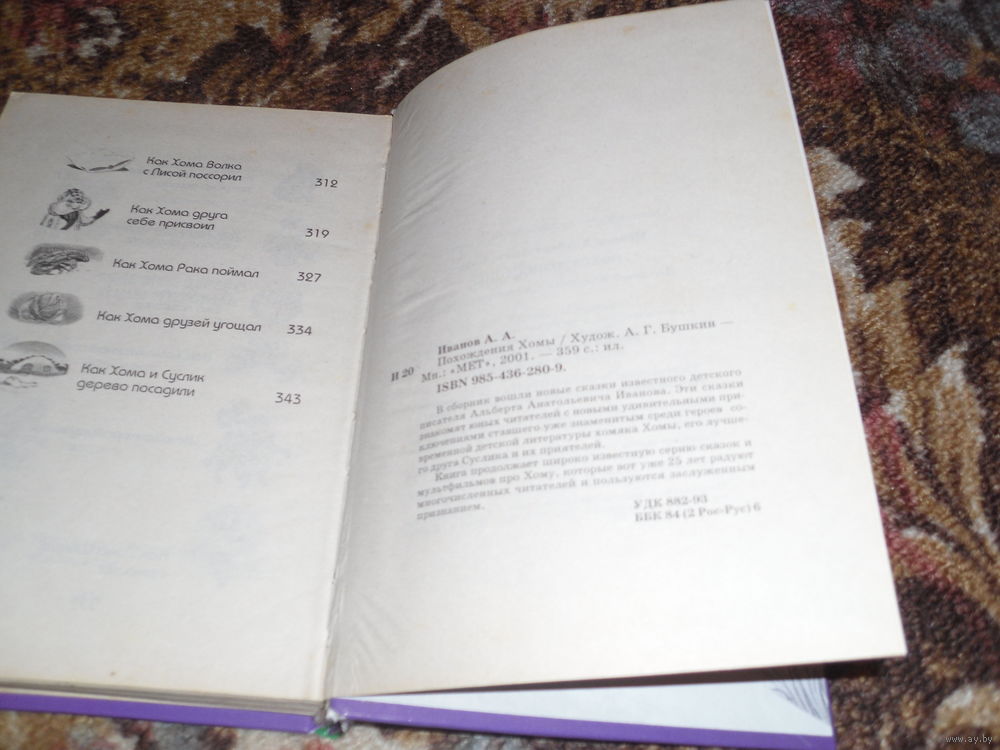 Как Хома Волка
с Лисой поссорил
312
Как Хома друга
себе присвоил
319
Как Хома Рака поймал
327
Как Хома друзей угощал
334
Как Хома и Суслик
дерево посадили
343
Иванов А. А.
И 20
Похождения Хомы / Худож. А. Г. Бушкин —
Мн.: «МЕТ», 2001. — 359 с.: ил.
ISBN 985-436-280-9.
В сборник вошли новые сказки известного детского
писателя Альберта Анатольевича Иванова. Эти сказки
знакомят юных читателей с новыми удивительными при-
ключениями ставшего уже знаменитым среди героев со-
временной детской литературы хомяка Хомы, его лучше-
го друга Суслика и их приятелей.
Книга продолжает широко известную серию сказок и
мультфильмов про Хому, которые вот уже 25 лет радуют
многочисленных читателей и пользуются заслуженным
признанием.
УДК 882-93
ББК 84 (2 Рос-Рус) 6
www.ay.by